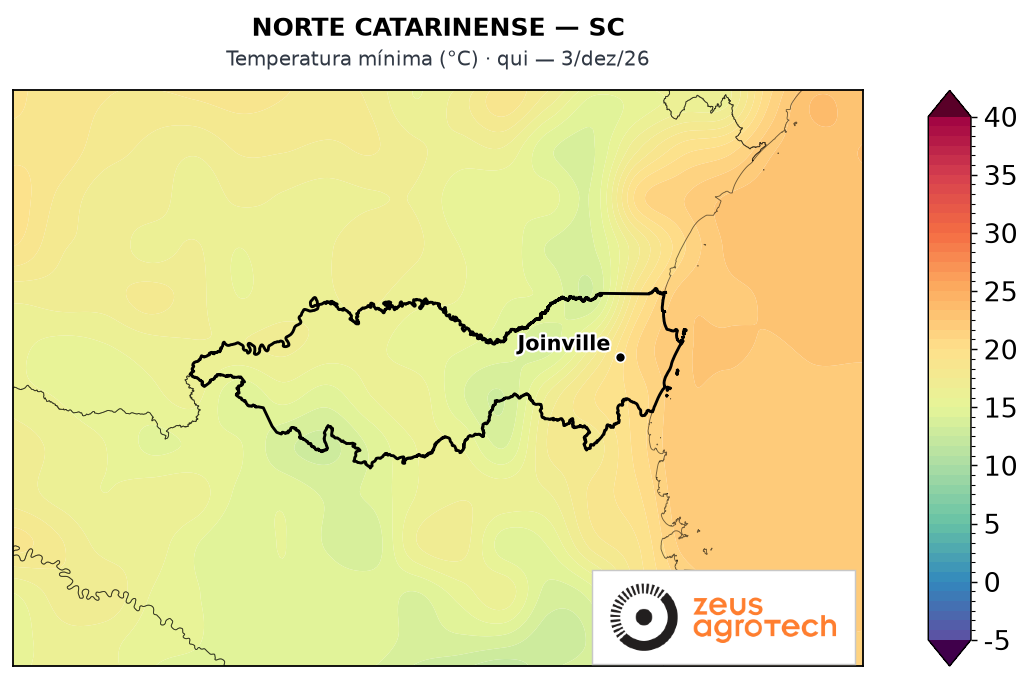 NORTE CATARINENSE — SC
Temperatura mínima (°C) · qui — 3/dez/26
40
35
30
25
20
15
10
5
0
-5
Joinville
zeus
agrotech